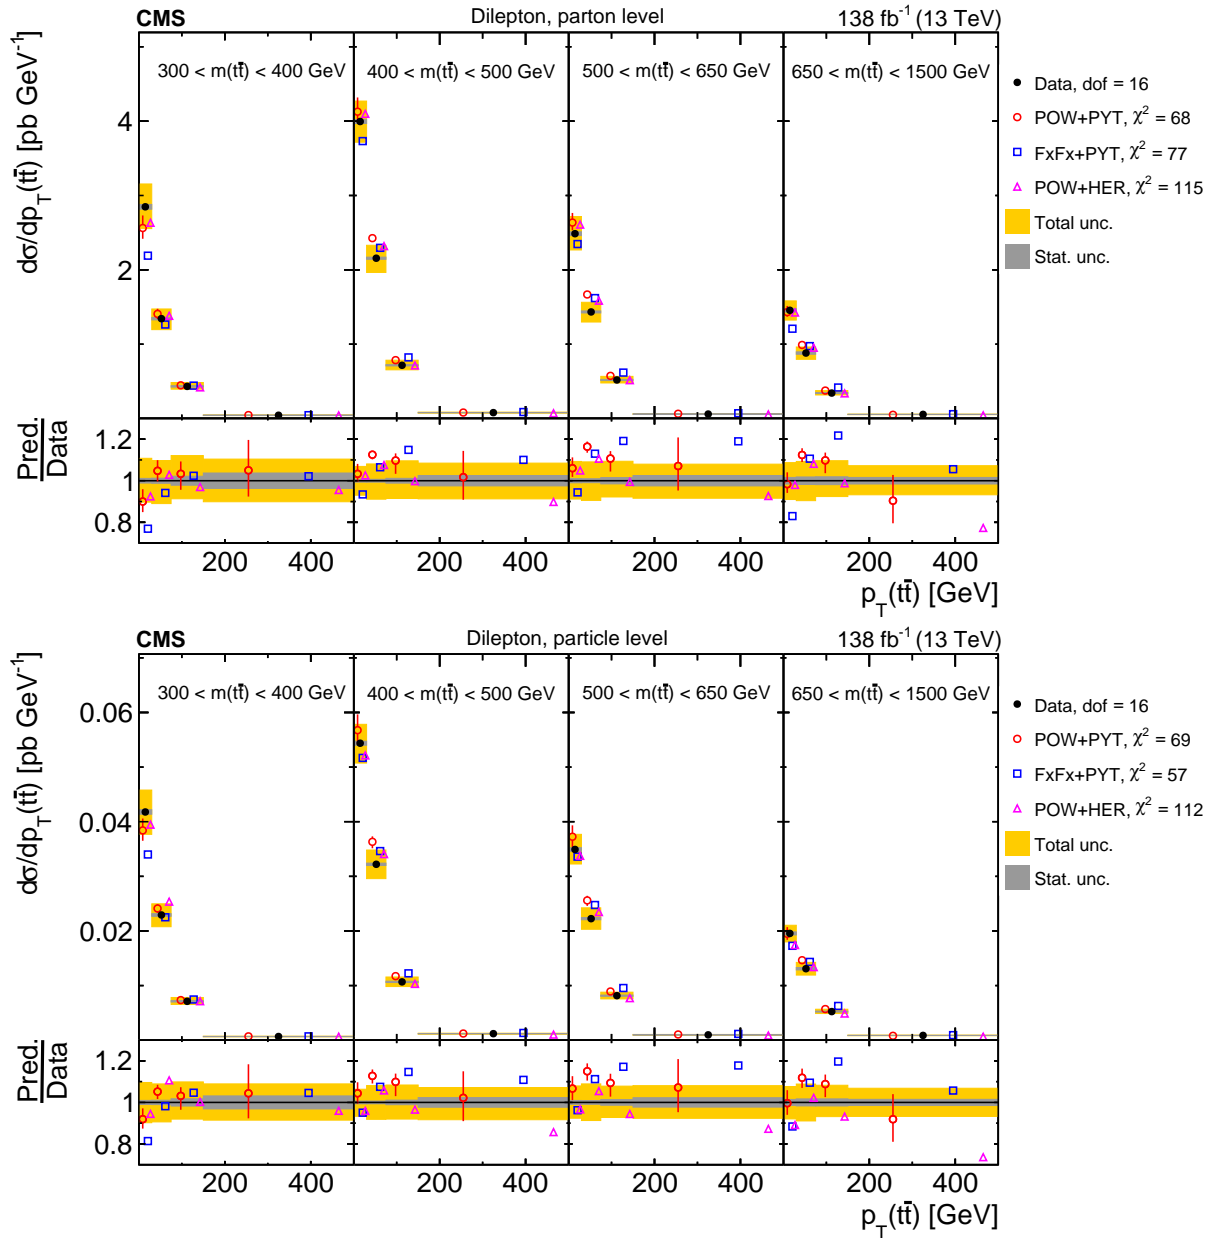 CMS Dilepton, parton level 138 fb⁻¹ (13 TeV)
dσ/dp_T(tt̄) [pb GeV⁻¹]
300 < m(tt̄) < 400 GeV 400 < m(tt̄) < 500 GeV 500 < m(tt̄) < 650 GeV 650 < m(tt̄) < 1500 GeV
4
2
Data, dof = 16
POW+PYT, χ² = 68
FxFx+PYT, χ² = 77
POW+HER, χ² = 115
Total unc.
Stat. unc.
Pred.
Data
1.2
1
0.8
200 400 200 400 200 400 200 400
p_T(tt̄) [GeV]
CMS Dilepton, particle level 138 fb⁻¹ (13 TeV)
dσ/dp_T(tt̄) [pb GeV⁻¹]
300 < m(tt̄) < 400 GeV 400 < m(tt̄) < 500 GeV 500 < m(tt̄) < 650 GeV 650 < m(tt̄) < 1500 GeV
0.06
0.04
0.02
Data, dof = 16
POW+PYT, χ² = 69
FxFx+PYT, χ² = 57
POW+HER, χ² = 112
Total unc.
Stat. unc.
Pred.
Data
1.2
1
0.8
200 400 200 400 200 400 200 400
p_T(tt̄) [GeV]